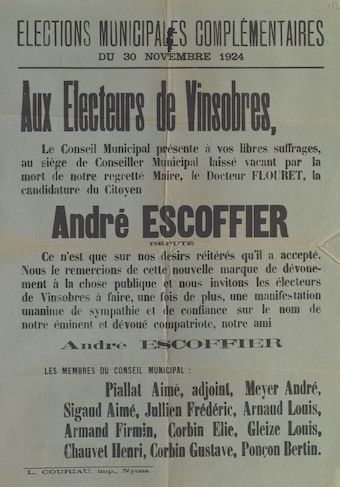 ELECTIONS MUNICIPALES COMPLÉMENTAIRES
DU 30 NOVEMBRE 1924
Aux Electeurs de Vinsobres,
Le Conseil Municipal présente à vos libres suffrages,
au siège de Conseiller Municipal laissé vacant par la
mort de notre regretté Maire, le Docteur FLOURET, la
candidature du Citoyen
André ESCOFFIER
DÉPUTÉ
Ce n'est que sur nos désirs réitérés qu'il a accepté.
Nous le remercions de cette nouvelle marque de dévoue-
ment à la chose publique et nous invitons les électeurs
de Vinsobres à faire, une fois de plus, une manifestation
unanime de sympathie et de confiance sur le nom de
notre éminent et dévoué compatriote, notre ami
André ESCOFFIER
LES MEMBRES DU CONSEIL MUNICIPAL :
Piallat Aimé, adjoint, Meyer André,
Sigaud Aimé, Jullien Frédéric, Arnaud Louis,
Armand Firmin, Corbin Elie, Gleize Louis,
Chauvet Henri, Corbin Gustave, Ponçon Bertin.
L. COURIAU, imp., Nyons.